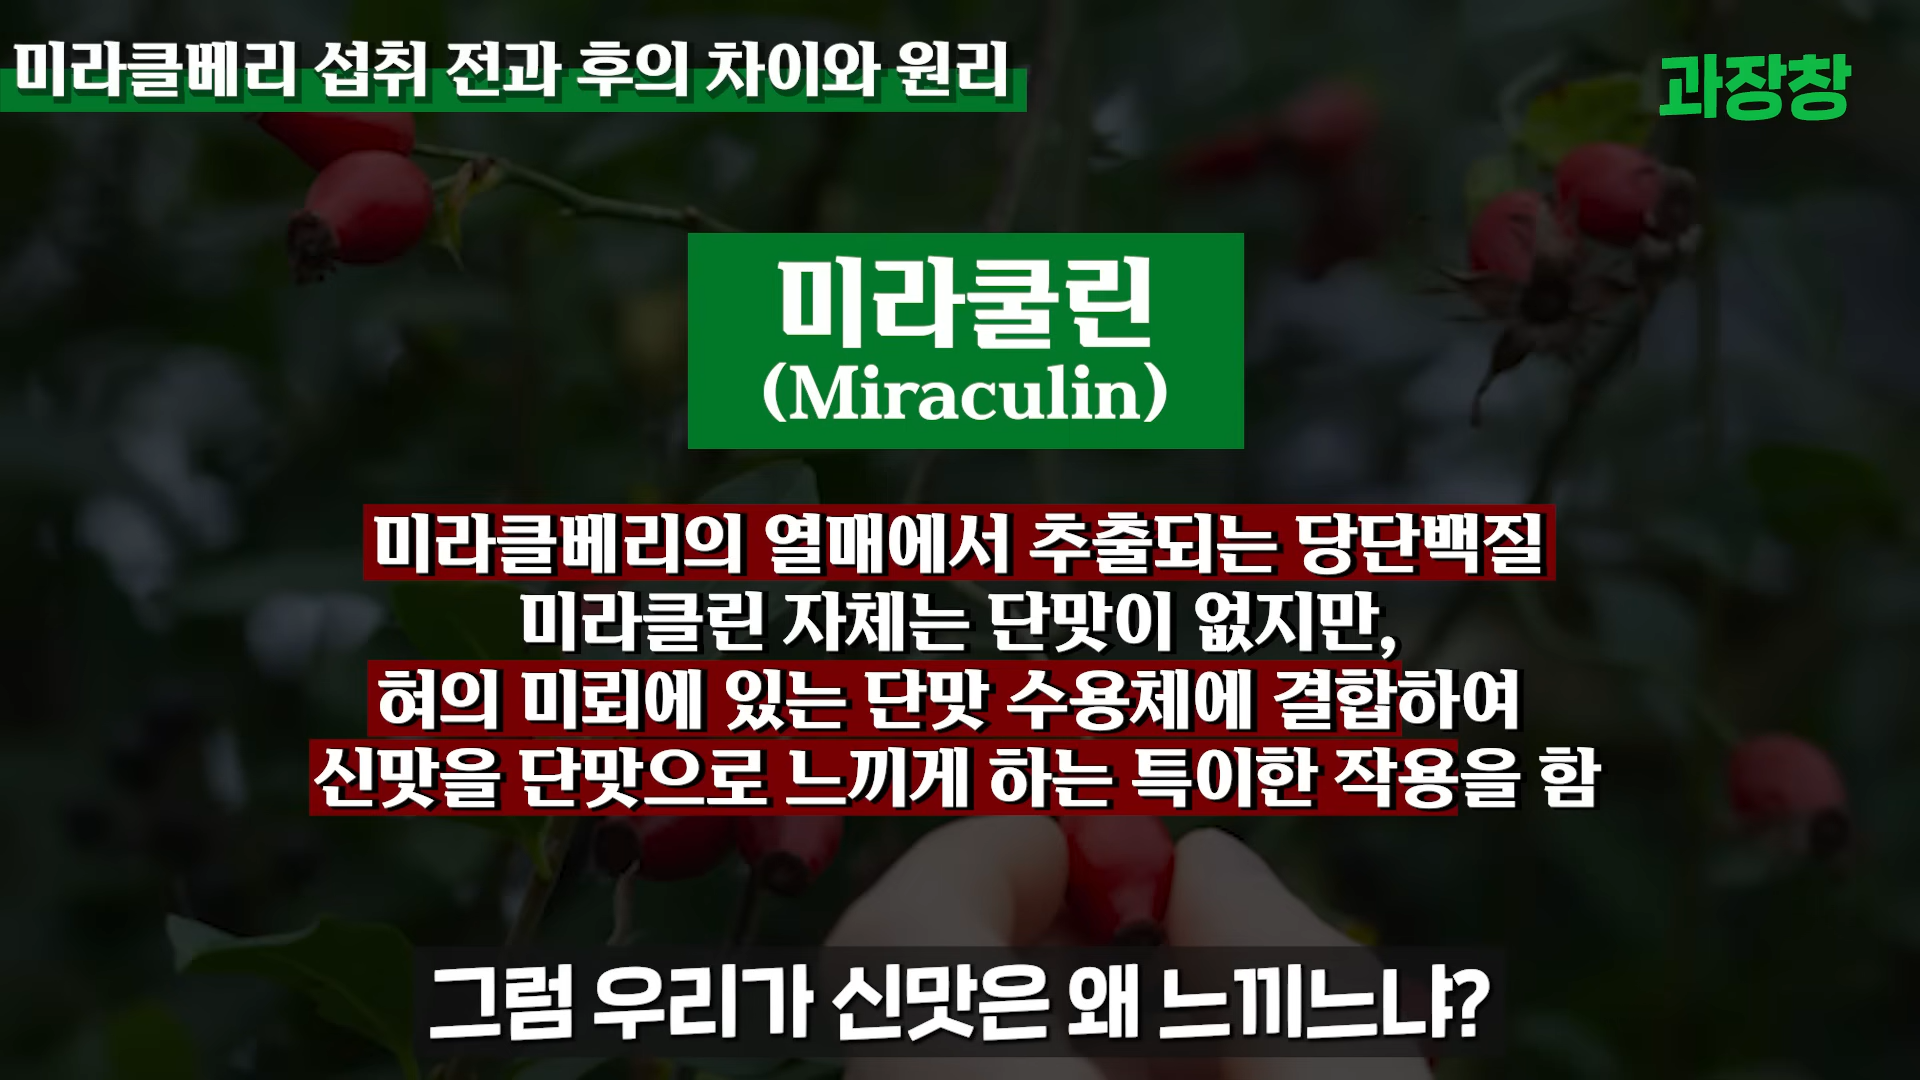 미라클베리 섭취 전과 후의 차이와 원리
과장창
미라쿨린
(Miraculin)
미라클베리의 열매에서 추출되는 당단백질
미라클린 자체는 단맛이 없지만,
혀의 미뢰에 있는 단맛 수용체에 결합하여
신맛을 단맛으로 느끼게 하는 특이한 작용을 함
그럼 우리가 신맛은 왜 느끼느냐?